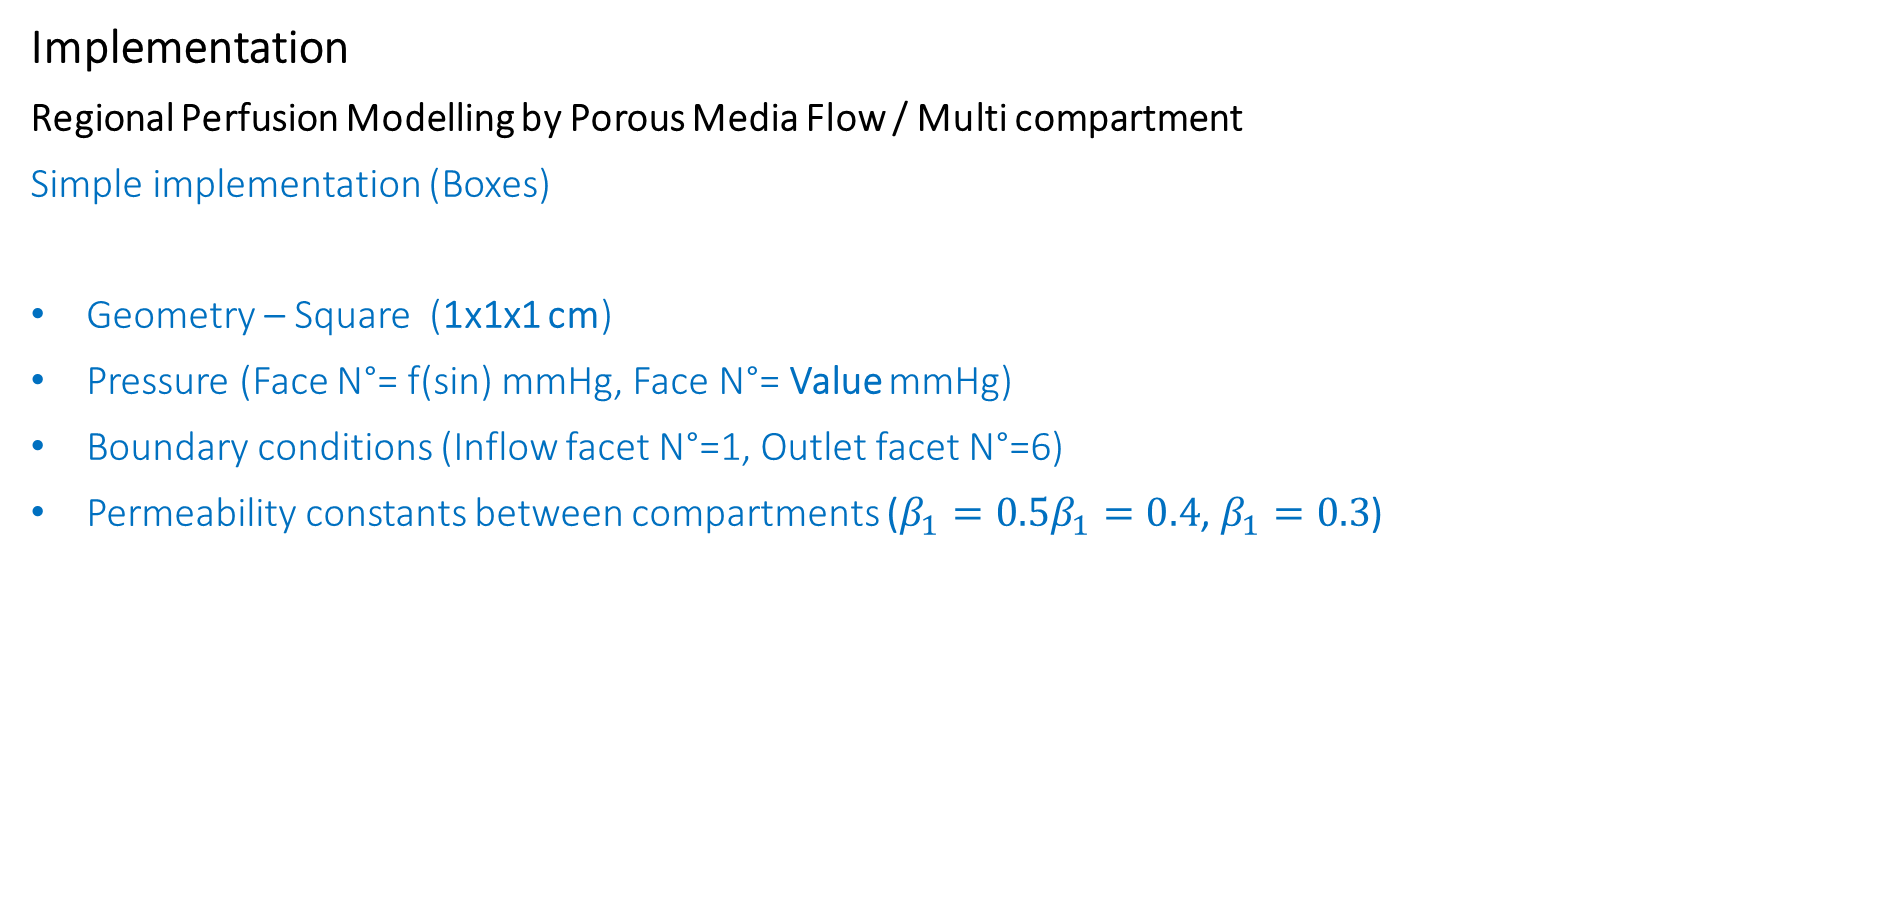 Implementation
Regional Perfusion Modelling by Porous Media Flow / Multi compartment
Simple implementation (Boxes)
• Geometry – Square (1x1x1 cm)
• Pressure (Face N°= f(sin) mmHg, Face N°= Value mmHg)
• Boundary conditions (Inflow facet N°=1, Outlet facet N°=6)
• Permeability constants between compartments (β₁ = 0.5β₁ = 0.4, β₁ = 0.3)